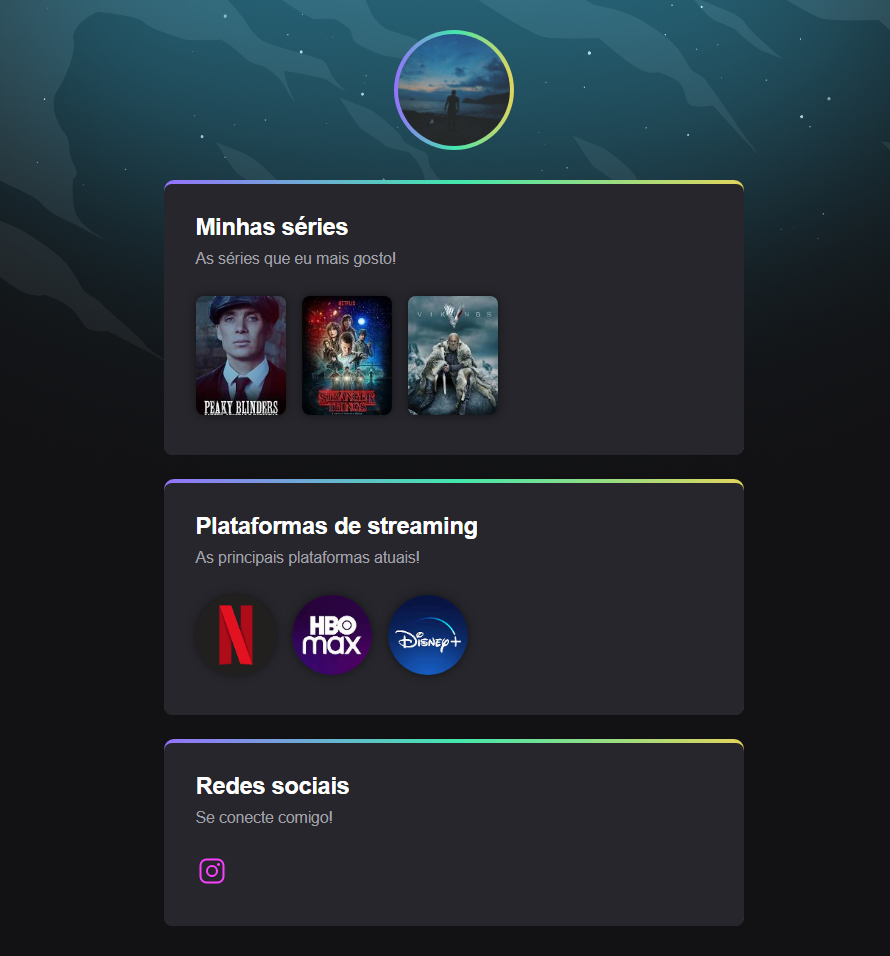 Minhas séries
As séries que eu mais gosto!
PEAKY BLINDERS
NETFLIX
STRANGER
THINGS
VIKINGS
Plataformas de streaming
As principais plataformas atuais!
N
HBO
max
Disney+
Redes sociais
Se conecte comigo!